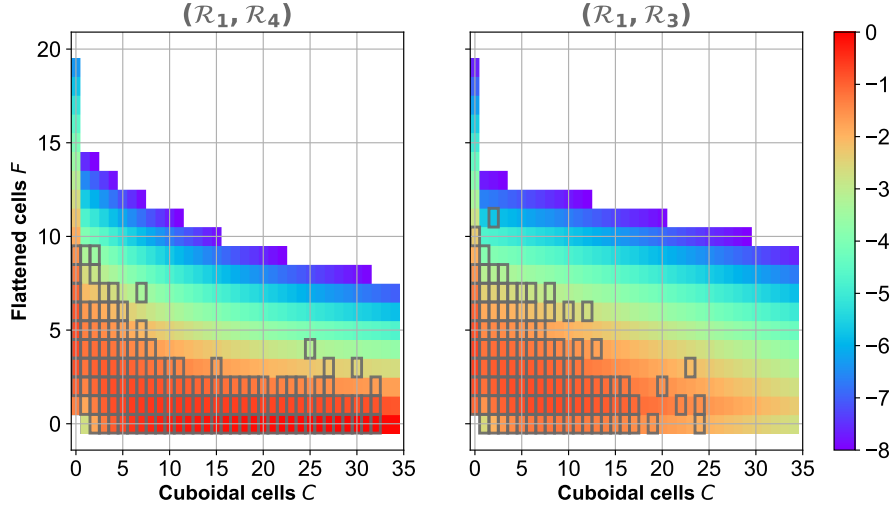 (ℛ₁, ℛ₄)
(ℛ₁, ℛ₃)
Flattened cells F
20
15
10
5
0
0 5 10 15 20 25 30 35
0 5 10 15 20 25 30 35
Cuboidal cells C
Cuboidal cells C
0
−1
−2
−3
−4
−5
−6
−7
−8